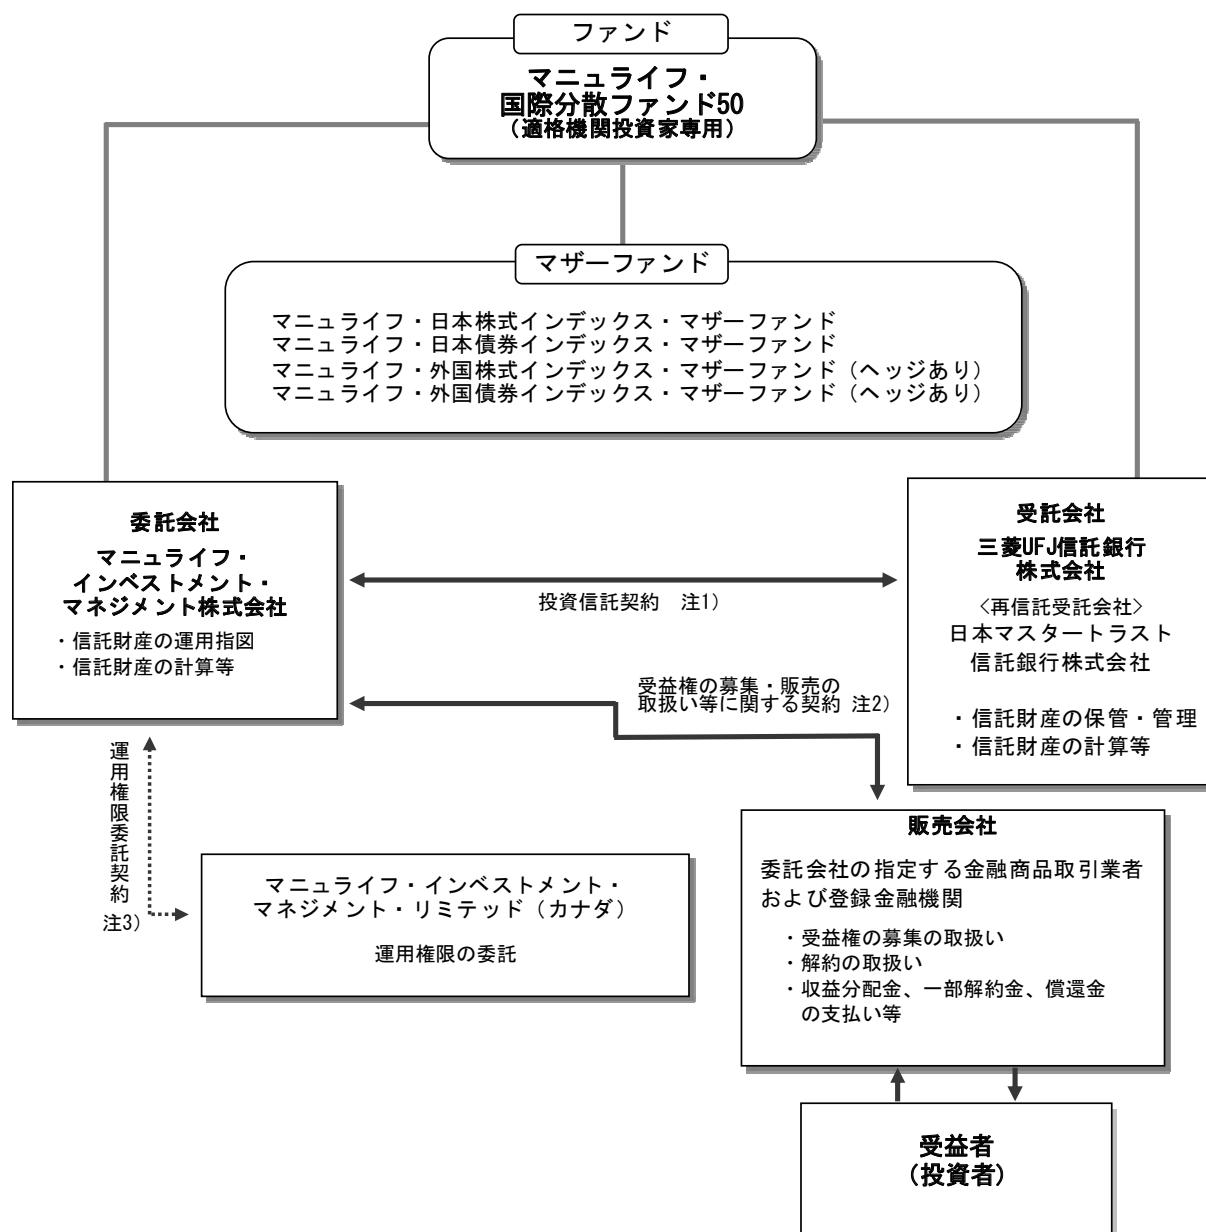 ファンド
マニュライフ・
国際分散ファンド50
（適格機関投資家専用）
マザーファンド
マニュライフ・日本株式インデックス・マザーファンド
マニュライフ・日本債券インデックス・マザーファンド
マニュライフ・外国株式インデックス・マザーファンド（ヘッジあり）
マニュライフ・外国債券インデックス・マザーファンド（ヘッジあり）
委託会社
マニュライフ・
インベストメント・
マネジメント株式会社
・信託財産の運用指図
・信託財産の計算等
投資信託契約　注1）
受託会社
三菱UFJ信託銀行
株式会社
＜再信託受託会社＞
日本マスタートラスト
信託銀行株式会社
・信託財産の保管・管理
・信託財産の計算等
受益権の募集・販売の
取扱い等に関する契約 注2）
運用権限委託契約
注3）
マニュライフ・インベストメント・
マネジメント・リミテッド（カナダ）
運用権限の委託
販売会社
委託会社の指定する金融商品取引業者
および登録金融機関
・受益権の募集の取扱い
・解約の取扱い
・収益分配金、一部解約金、償還金
の支払い等
受益者
（投資者）